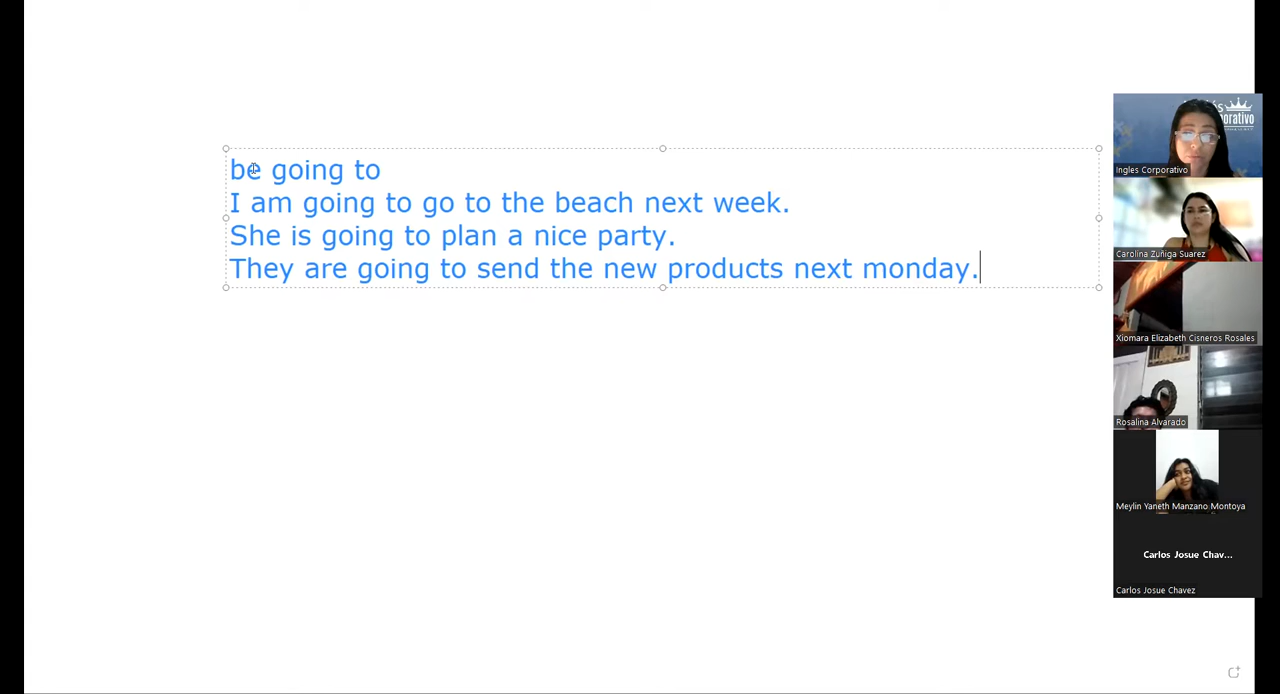 be going to
I am going to go to the beach next week.
She is going to plan a nice party.
They are going to send the new products next monday.
Ingles Corporativo
Carolina Zuñiga Suarez
Xiomara Elizabeth Cisneros Rosales
Rosalina Alvarado
Meylin Yaneth Manzano Montoya
Carlos Josue Chav...
Carlos Josue Chavez